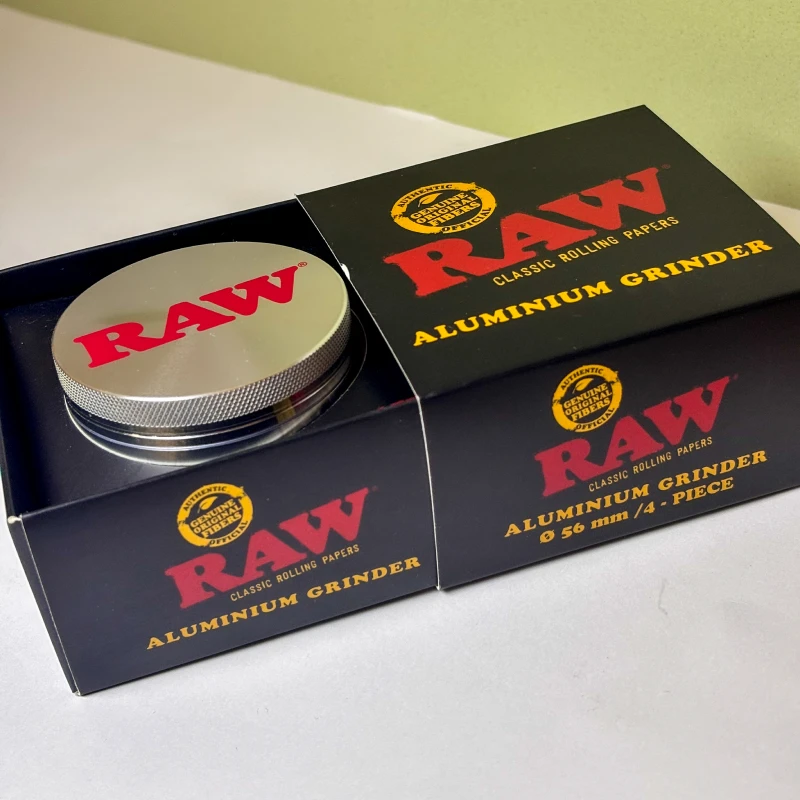 RAW®
AUTHENTIC
GENUINE
ORIGINAL
FIBERS
OFFICIAL
RAW
CLASSIC ROLLING PAPERS
ALUMINIUM GRINDER
AUTHENTIC
GENUINE
ORIGINAL
FIBERS
OFFICIAL
RAW
CLASSIC ROLLING PAPERS
ALUMINIUM GRINDER
Ø 56 mm /4 - PIECE
AUTHENTIC
GENUINE
ORIGINAL
FIBERS
OFFICIAL
RAW
CLASSIC ROLLING PAPERS
ALUMINIUM GRINDER